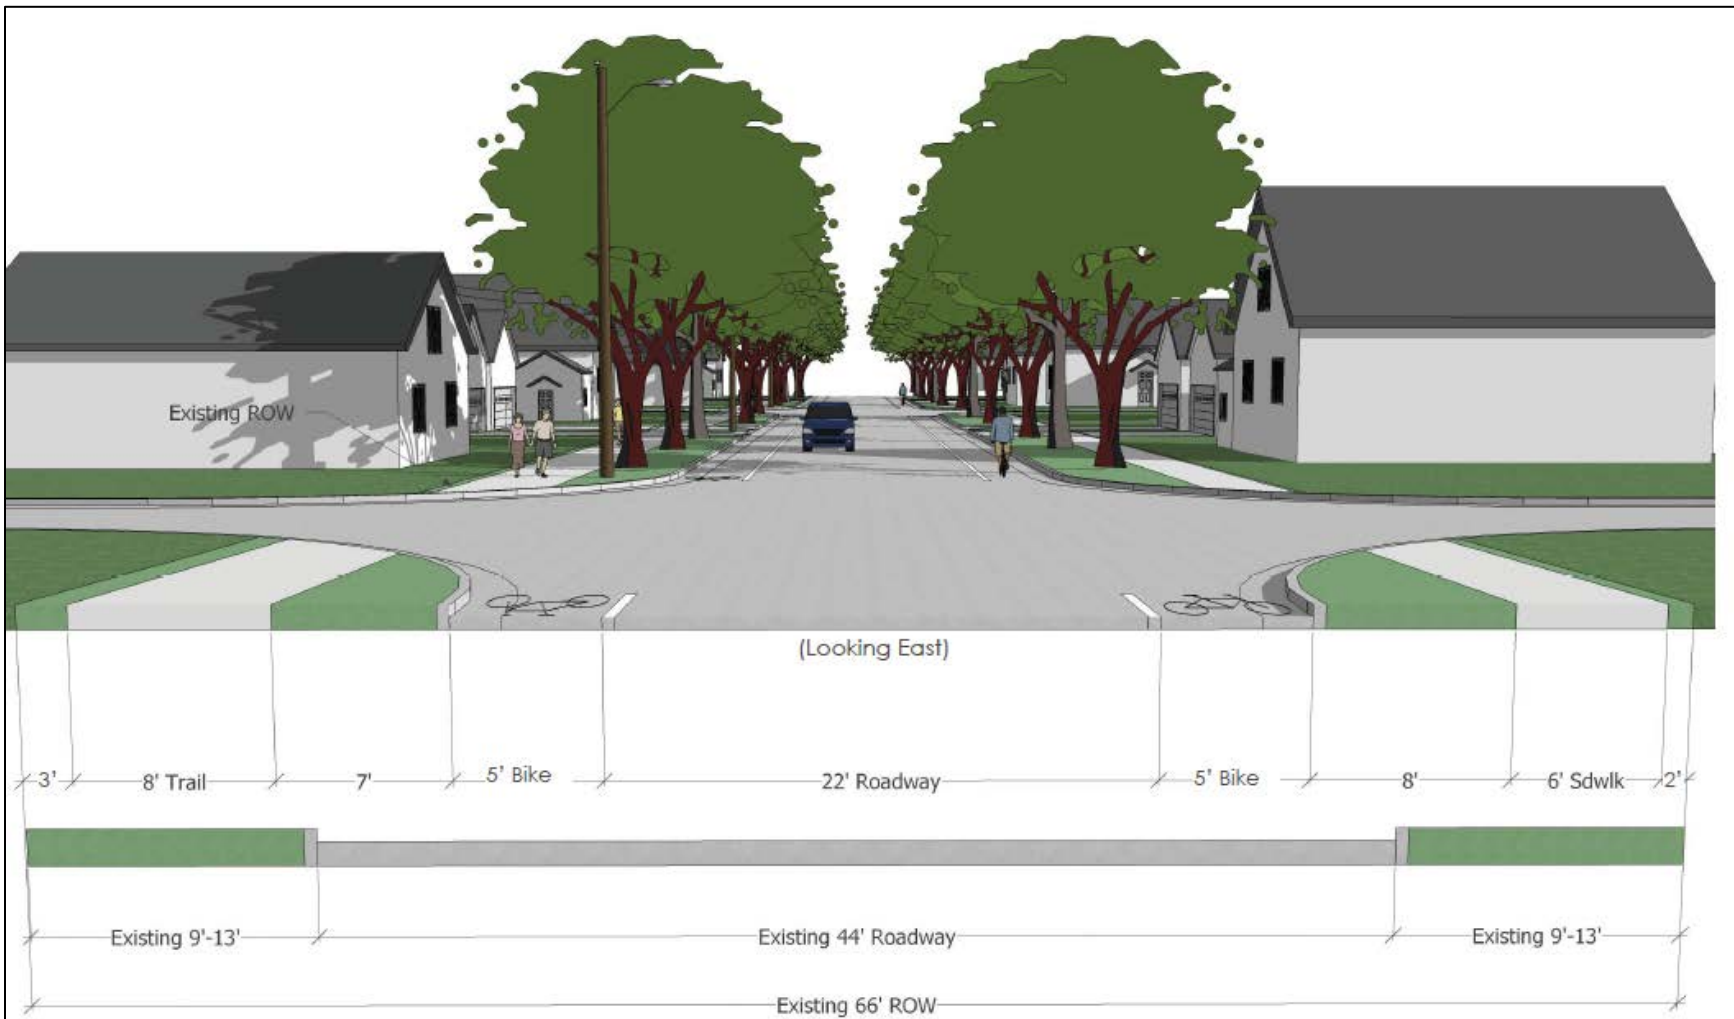 Existing ROW
(Looking East)
3' 8' Trail 7' 5' Bike 22' Roadway 5' Bike 8' 6' Sdwlk 2'
Existing 9'-13' Existing 44' Roadway Existing 9'-13'
Existing 66' ROW